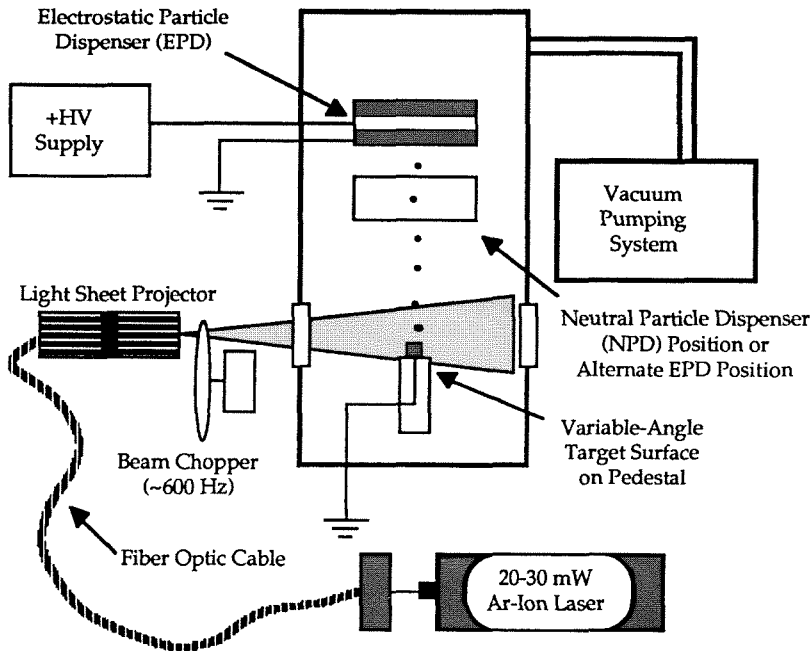 Electrostatic Particle
Dispenser (EPD)
+HV
Supply
Vacuum
Pumping
System
Light Sheet Projector
Neutral Particle Dispenser
(NPD) Position or
Alternate EPD Position
Beam Chopper
(~600 Hz)
Variable-Angle
Target Surface
on Pedestal
Fiber Optic Cable
20-30 mW
Ar-Ion Laser